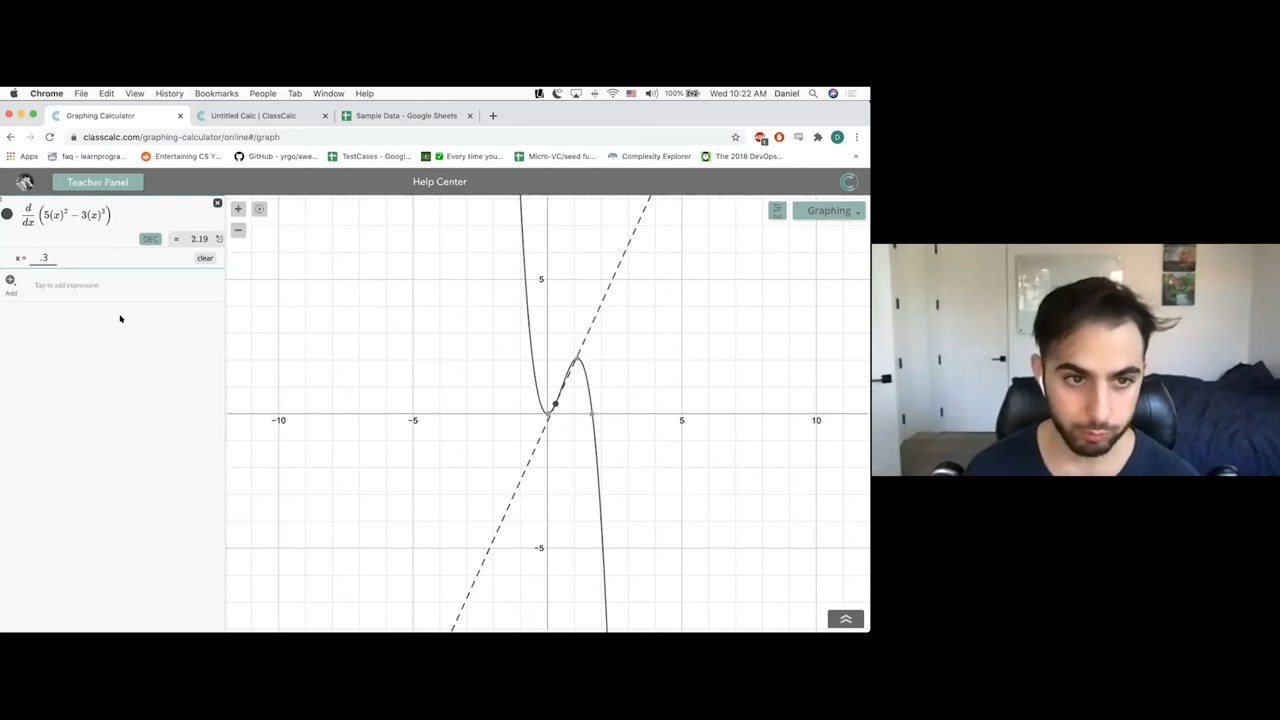 Chrome File Edit View History Bookmarks People Tab Window Help 100% Wed 10:22 AM Daniel
Graphing Calculator
Untitled Calc | ClassCalc
Sample Data - Google Sheets
classcalc.com/graphing-calculator/online#/graph
D
Apps faq - learnprogra... Entertaining CS Y... GitHub - yrgo/awe... TestCases - Googl... Every time you... Micro-VC/seed fu... Complexity Explorer The 2018 DevOps...
Teacher Panel
Help Center
d/dx (5(x)² − 3(x)³)
DEC = 2.19
x = .3 clear
Add Tap to add expression
Graphing
5
−10 −5 5 10
−5